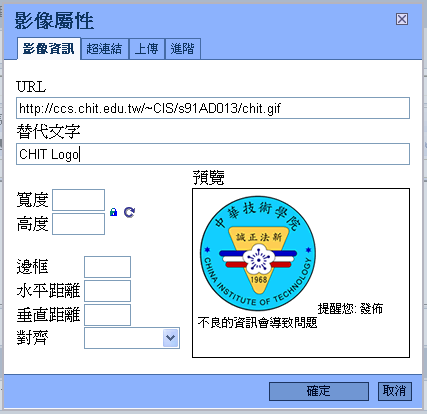 影像屬性
影像資訊 超連結 上傳 進階
URL
http://ccs.chit.edu.tw/~CIS/s91AD013/chit.gif
替代文字
CHIT Logo
寬度
高度
邊框
水平距離
垂直距離
對齊
預覽
中華技術學院
誠正法新
1968
CHINA INSTITUTE OF TECHNOLOGY
提醒您: 發佈
不良的資訊會導致問題
確定 取消